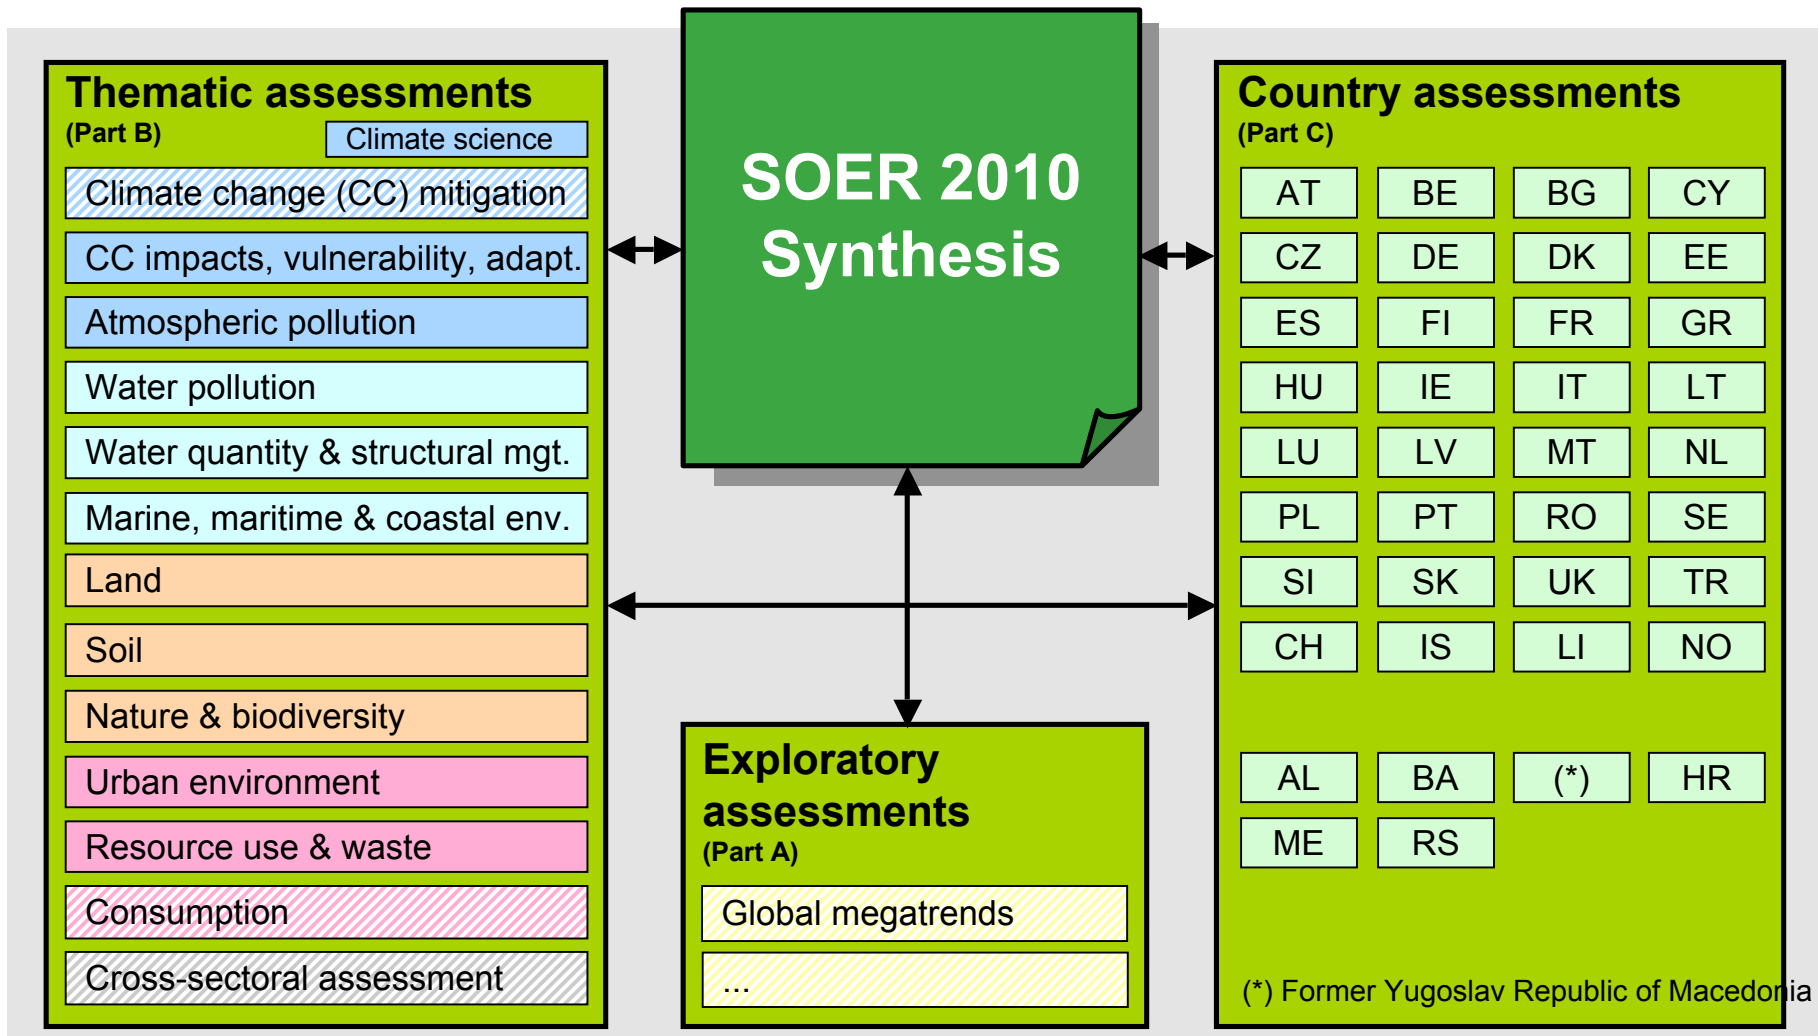 Thematic assessments
(Part B)
Climate science
Climate change (CC) mitigation
CC impacts, vulnerability, adapt.
Atmospheric pollution
Water pollution
Water quantity & structural mgt.
Marine, maritime & coastal env.
Land
Soil
Nature & biodiversity
Urban environment
Resource use & waste
Consumption
Cross-sectoral assessment
SOER 2010
Synthesis
Exploratory
assessments
(Part A)
Global megatrends
...
Country assessments
(Part C)
AT BE BG CY
CZ DE DK EE
ES FI FR GR
HU IE IT LT
LU LV MT NL
PL PT RO SE
SI SK UK TR
CH IS LI NO
AL BA (*) HR
ME RS
(*) Former Yugoslav Republic of Macedonia